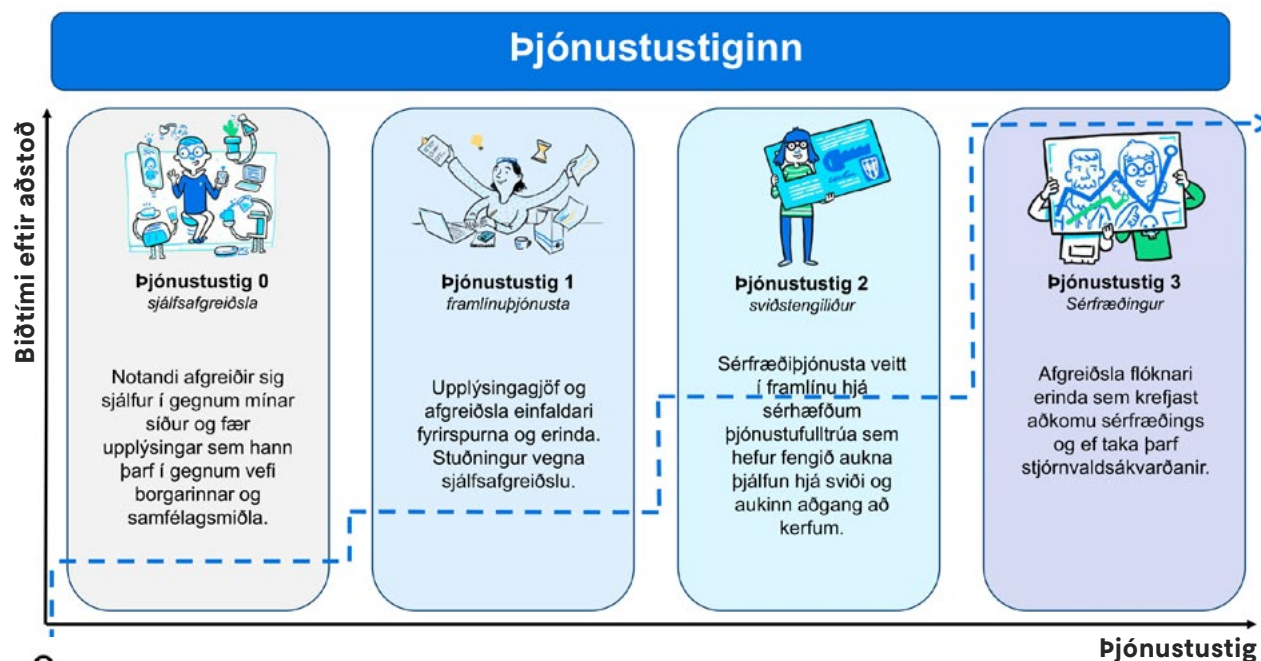 Þjónustustiginn
Biðtími eftir aðstoð
Þjónustustig 0
sjálfsafgreiðsla
Notandi afgreiðir sig
sjálfur í gegnum mínar
síður og fær
upplýsingar sem hann
þarf í gegnum vefi
borgarinnar og
samfélagsmiðla.
Þjónustustig 1
framlínuþjónusta
Upplýsingagjöf og
afgreiðsla einfaldari
fyrirspurna og erinda.
Stuðningur vegna
sjálfsafgreiðslu.
Þjónustustig 2
sviðstengiliður
Sérfræðiþjónusta veitt
í framlínu hjá
sérhæfðum
þjónustufulltrúa sem
hefur fengið aukna
þjálfun hjá sviði og
aukinn aðgang að
kerfum.
Þjónustustig 3
Sérfræðingur
Afgreiðsla flóknari
erinda sem krefjast
aðkomu sérfræðings
og ef taka þarf
stjórnvaldsákvarðanir.
Þjónustustig